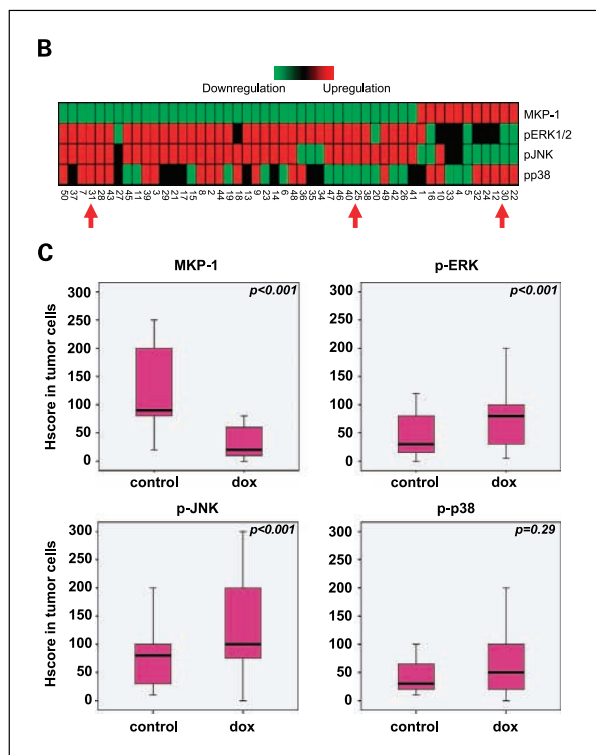 B
Downregulation Upregulation
MKP-1
pERK1/2
pJNK
pp38
50 37 7 31 28 43 27 45 11 39 3 29 21 17 15 8 2 44 18 13 9 23 14 6 48 36 35 34 46 47 40 25 38 20 49 42 26 41 1 16 10 33 4 5 32 24 12 30 22
C
MKP-1
p<0.001
Hscore in tumor cells
300
250
200
150
100
50
0
control dox
p-ERK
p<0.001
300
250
200
150
100
50
0
control dox
p-JNK
p<0.001
Hscore in tumor cells
300
250
200
150
100
50
0
control dox
p-p38
p=0.29
300
250
200
150
100
50
0
control dox